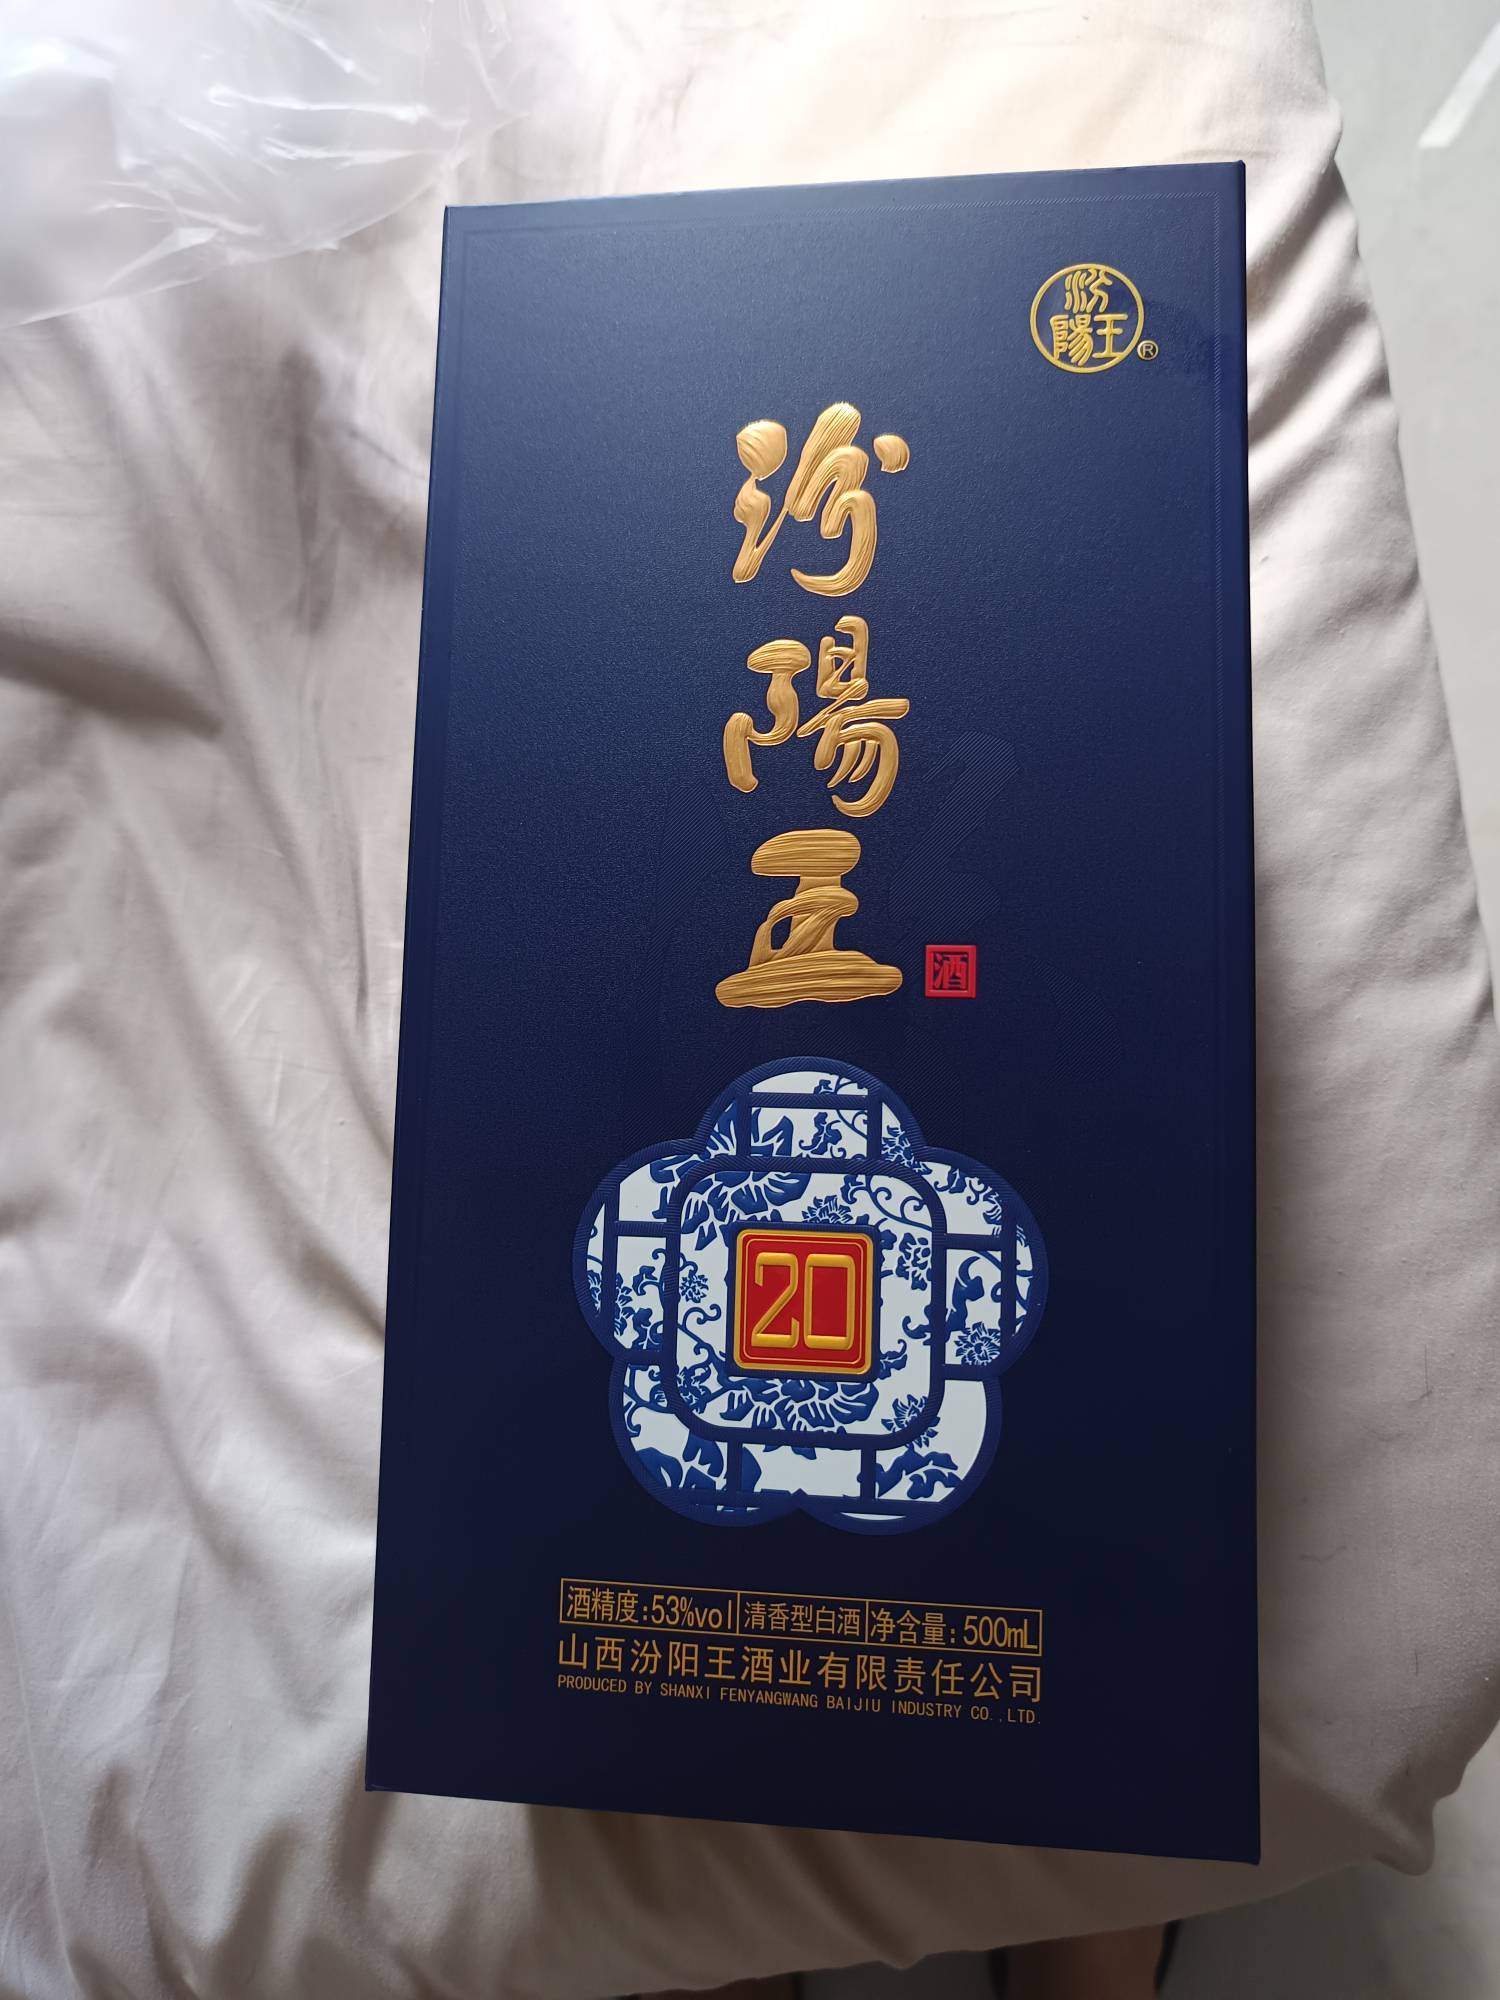 汾陽王
®
汾陽王
酒
20
酒精度:53%vol 清香型白酒 净含量:500mL
山西汾阳王酒业有限责任公司
PRODUCED BY SHANXI FENYANGWANG BAIJIU INDUSTRY CO.,LTD.